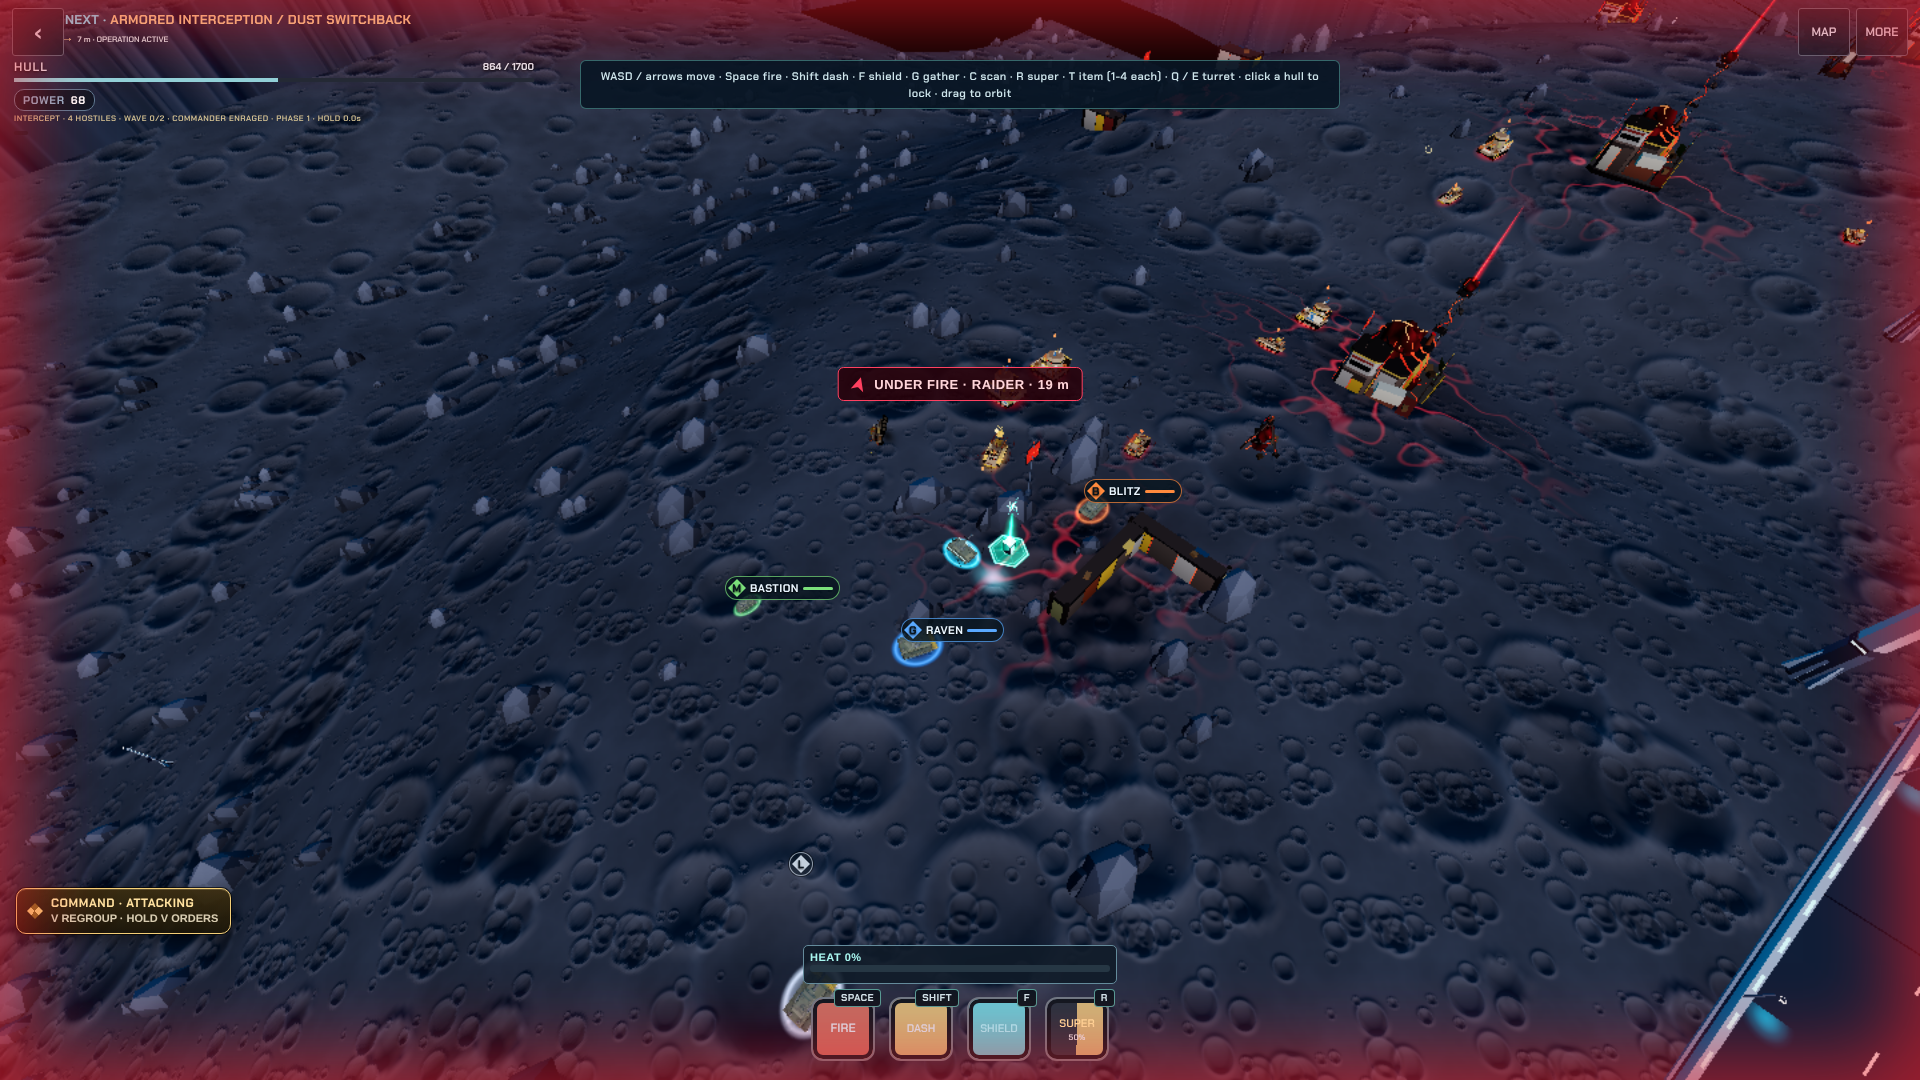 ‹
NEXT · ARMORED INTERCEPTION / DUST SWITCHBACK
→ 7 m · OPERATION ACTIVE
HULL
864 / 1700
POWER 68
INTERCEPT · 4 HOSTILES · WAVE 0/2 · COMMANDER ENRAGED · PHASE 1 · HOLD 0.0s
WASD / arrows move · Space fire · Shift dash · F shield · G gather · C scan · R super · T item (1-4 each) · Q / E turret · click a hull to
lock · drag to orbit
MAP
MORE
UNDER FIRE · RAIDER · 19 m
B BLITZ
M BASTION
G RAVEN
L
COMMAND · ATTACKING
V REGROUP · HOLD V ORDERS
HEAT 0%
SPACE
FIRE
SHIFT
DASH
F
SHIELD
R
SUPER
50%